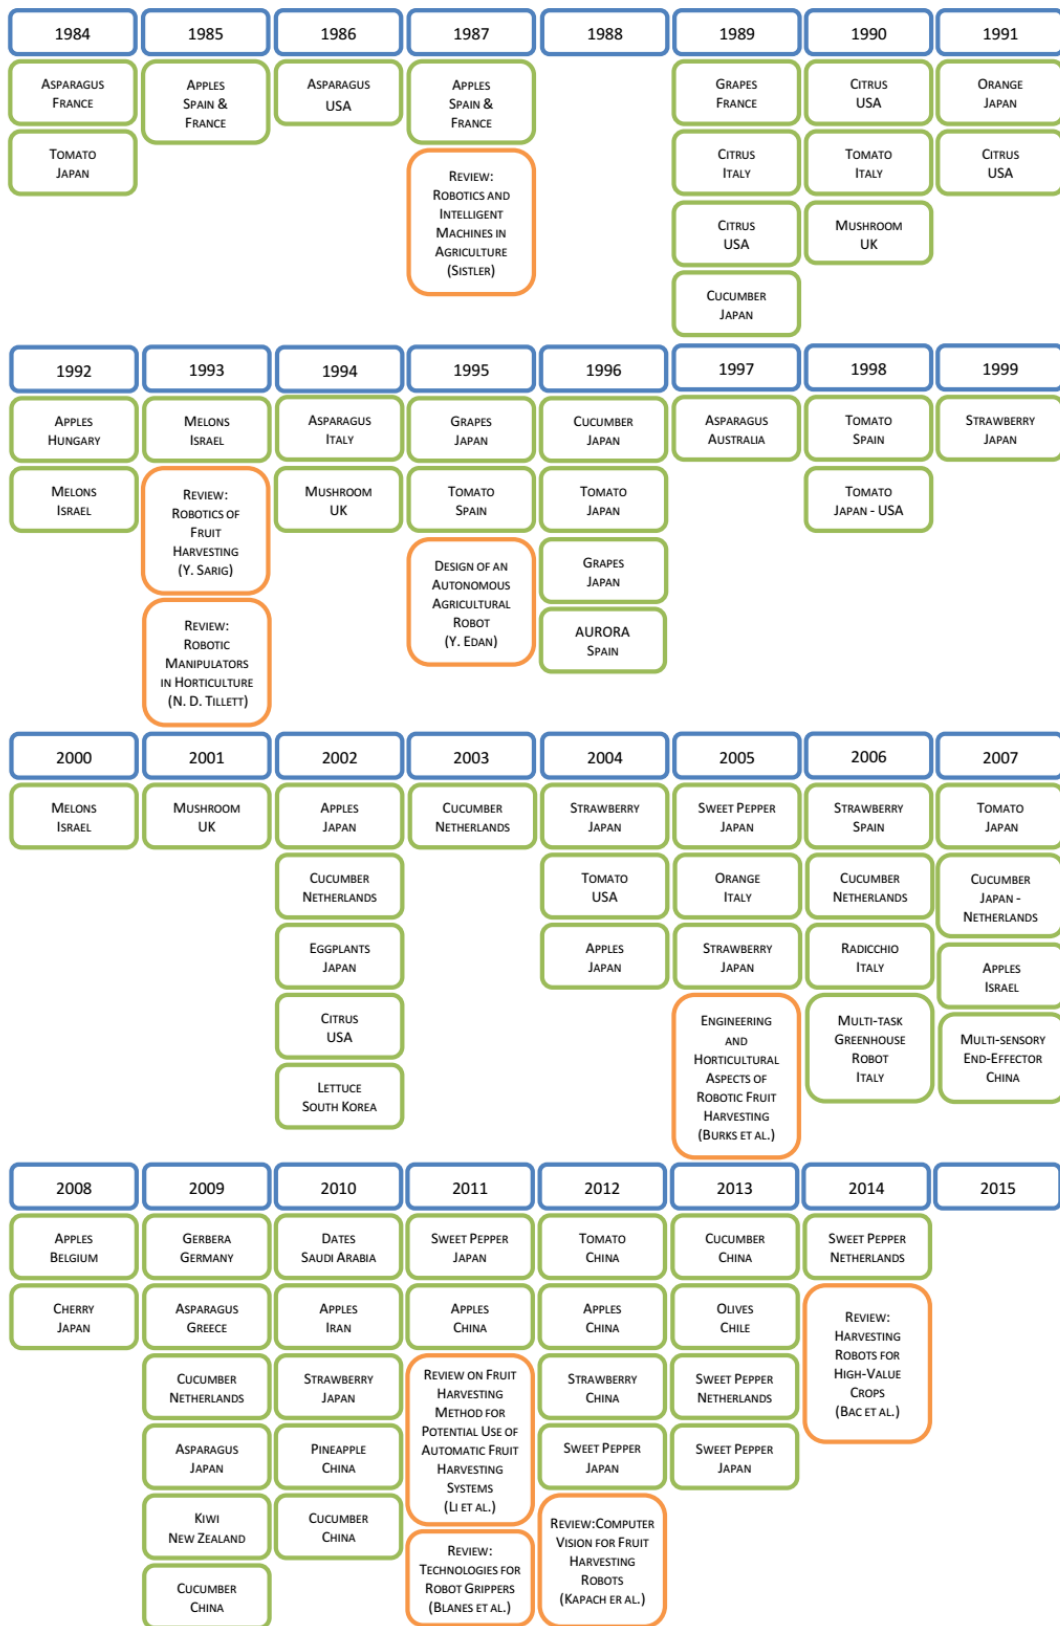 1984
ASPARAGUS
FRANCE
TOMATO
JAPAN
1985
APPLES
SPAIN &
FRANCE
1986
ASPARAGUS
USA
1987
APPLES
SPAIN &
FRANCE
REVIEW:
ROBOTICS AND
INTELLIGENT
MACHINES IN
AGRICULTURE
(SISTLER)
1988
1989
GRAPES
FRANCE
CITRUS
ITALY
CITRUS
USA
CUCUMBER
JAPAN
1990
CITRUS
USA
TOMATO
ITALY
MUSHROOM
UK
1991
ORANGE
JAPAN
CITRUS
USA
1992
APPLES
HUNGARY
MELONS
ISRAEL
1993
MELONS
ISRAEL
REVIEW:
ROBOTICS OF
FRUIT
HARVESTING
(Y. SARIG)
REVIEW:
ROBOTIC
MANIPULATORS
IN HORTICULTURE
(N. D. TILLETT)
1994
ASPARAGUS
ITALY
MUSHROOM
UK
1995
GRAPES
JAPAN
TOMATO
SPAIN
DESIGN OF AN
AUTONOMOUS
AGRICULTURAL
ROBOT
(Y. EDAN)
1996
CUCUMBER
JAPAN
TOMATO
JAPAN
GRAPES
JAPAN
AURORA
SPAIN
1997
ASPARAGUS
AUSTRALIA
1998
TOMATO
SPAIN
TOMATO
JAPAN - USA
1999
STRAWBERRY
JAPAN
2000
MELONS
ISRAEL
2001
MUSHROOM
UK
2002
APPLES
JAPAN
CUCUMBER
NETHERLANDS
EGGPLANTS
JAPAN
CITRUS
USA
LETTUCE
SOUTH KOREA
2003
CUCUMBER
NETHERLANDS
2004
STRAWBERRY
JAPAN
TOMATO
USA
APPLES
JAPAN
2005
SWEET PEPPER
JAPAN
ORANGE
ITALY
STRAWBERRY
JAPAN
ENGINEERING
AND
HORTICULTURAL
ASPECTS OF
ROBOTIC FRUIT
HARVESTING
(BURKS ET AL.)
2006
STRAWBERRY
SPAIN
CUCUMBER
NETHERLANDS
RADICCHIO
ITALY
MULTI-TASK
GREENHOUSE
ROBOT
ITALY
2007
TOMATO
JAPAN
CUCUMBER
JAPAN -
NETHERLANDS
APPLES
ISRAEL
MULTI-SENSORY
END-EFFECTOR
CHINA
2008
APPLES
BELGIUM
CHERRY
JAPAN
2009
GERBERA
GERMANY
ASPARAGUS
GREECE
CUCUMBER
NETHERLANDS
ASPARAGUS
JAPAN
KIWI
NEW ZEALAND
CUCUMBER
CHINA
2010
DATES
SAUDI ARABIA
APPLES
IRAN
STRAWBERRY
JAPAN
PINEAPPLE
CHINA
CUCUMBER
CHINA
2011
SWEET PEPPER
JAPAN
APPLES
CHINA
REVIEW ON FRUIT
HARVESTING
METHOD FOR
POTENTIAL USE OF
AUTOMATIC FRUIT
HARVESTING
SYSTEMS
(LI ET AL.)
REVIEW:
TECHNOLOGIES FOR
ROBOT GRIPPERS
(BLANES ET AL.)
2012
TOMATO
CHINA
APPLES
CHINA
STRAWBERRY
CHINA
SWEET PEPPER
JAPAN
REVIEW:COMPUTER
VISION FOR FRUIT
HARVESTING
ROBOTS
(KAPACH ER AL.)
2013
CUCUMBER
CHINA
OLIVES
CHILE
SWEET PEPPER
NETHERLANDS
SWEET PEPPER
JAPAN
2014
SWEET PEPPER
NETHERLANDS
REVIEW:
HARVESTING
ROBOTS FOR
HIGH-VALUE
CROPS
(BAC ET AL.)
2015